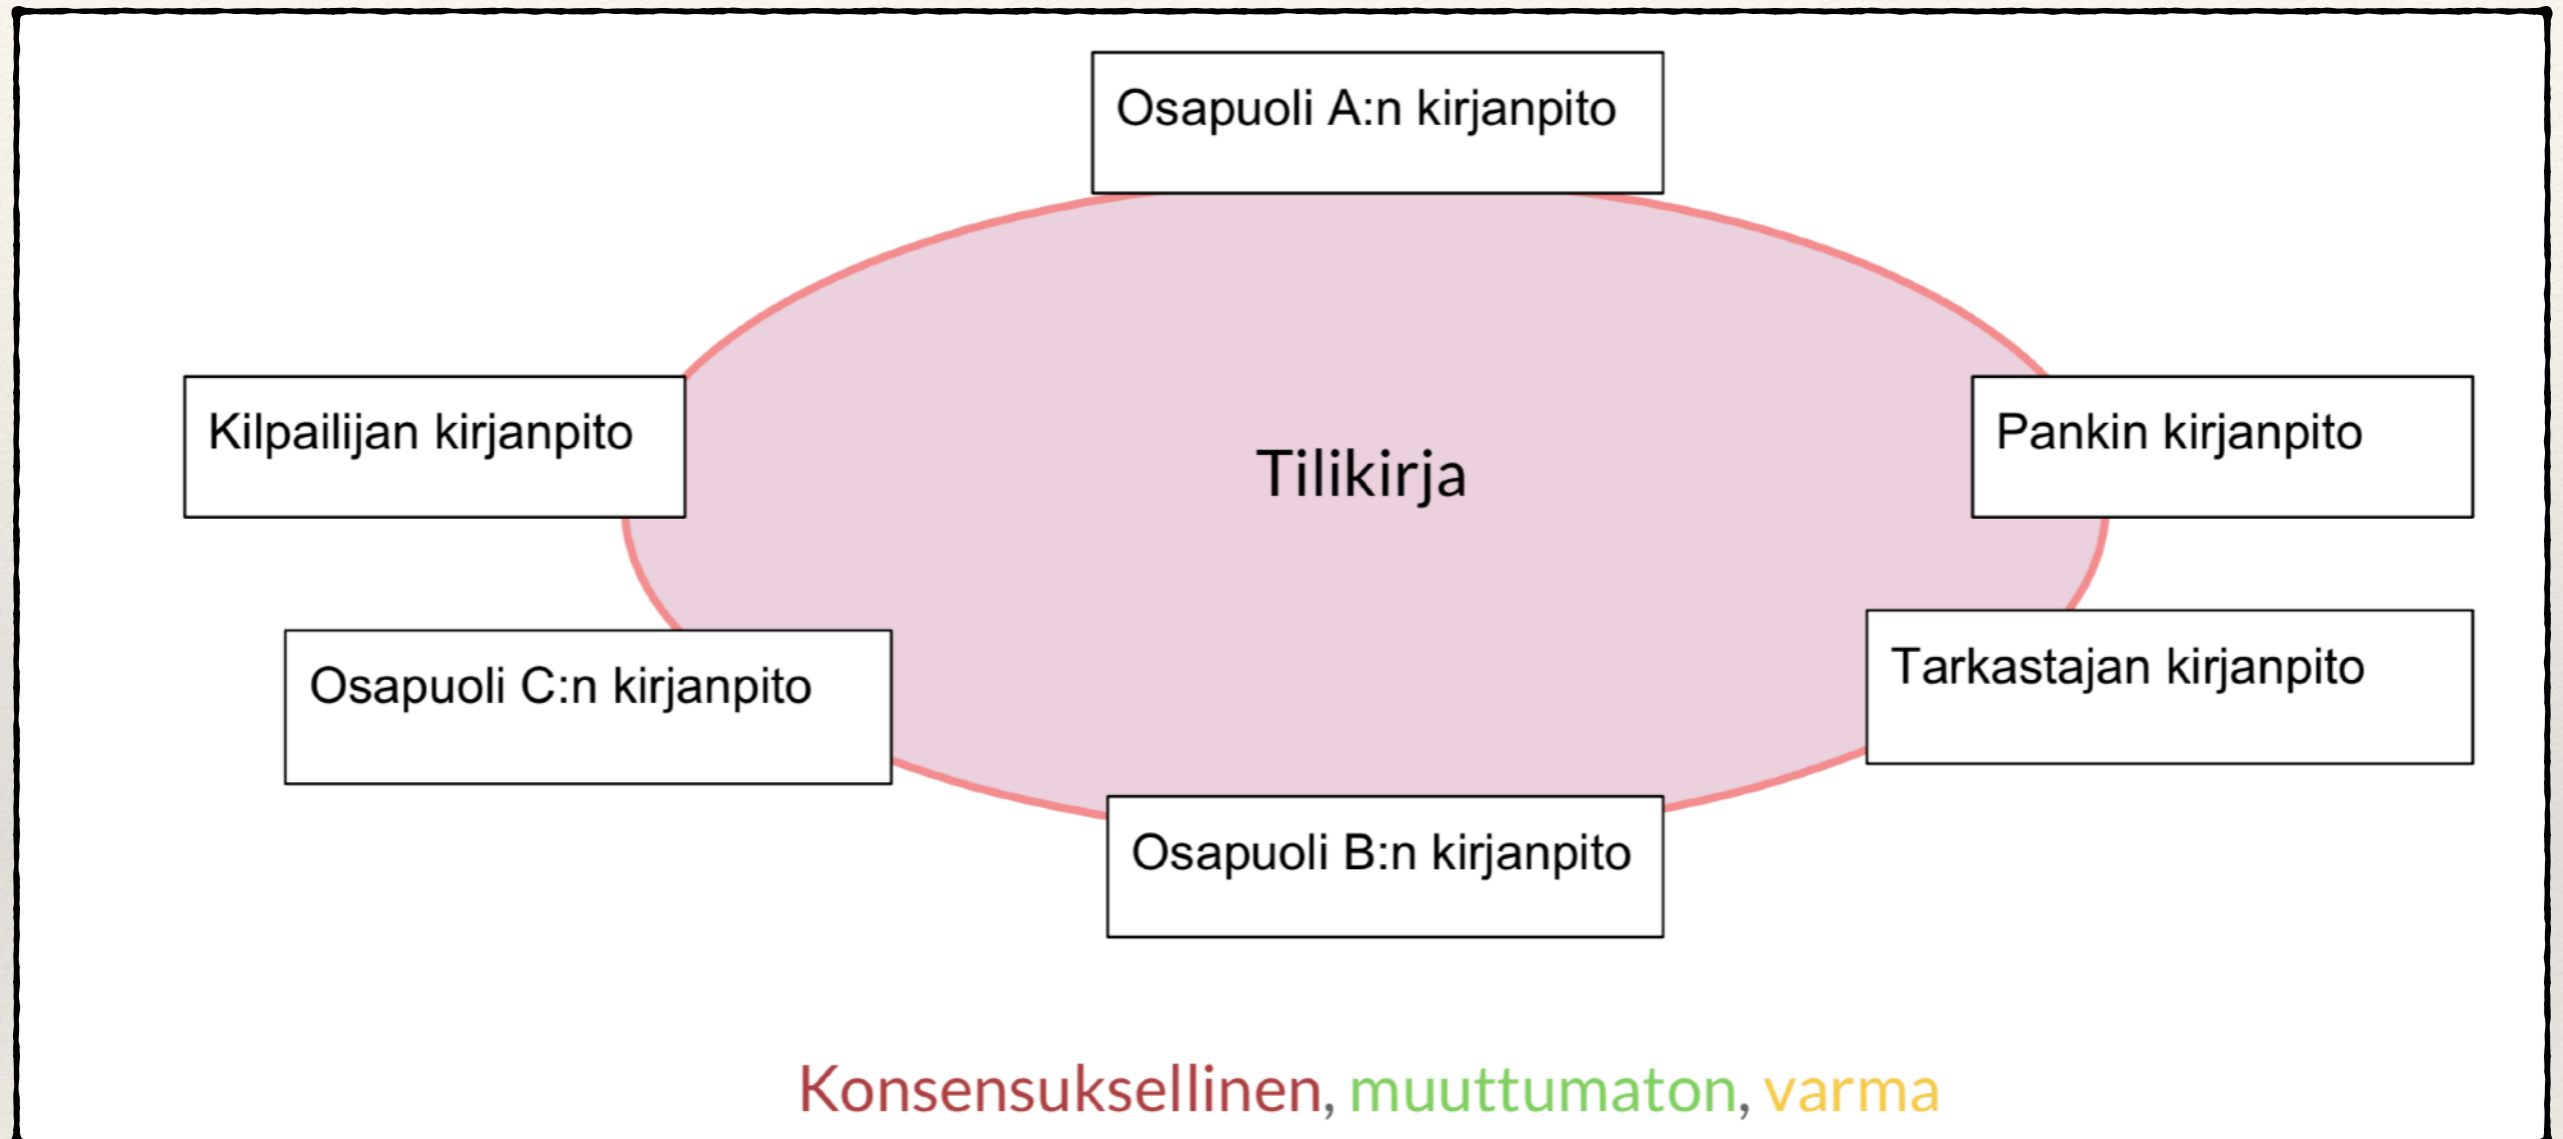 Osapuoli A:n kirjanpito
Kilpailijan kirjanpito
Pankin kirjanpito
Tilikirja
Tarkastajan kirjanpito
Osapuoli C:n kirjanpito
Osapuoli B:n kirjanpito
Konsensuksellinen, muuttumaton, varma